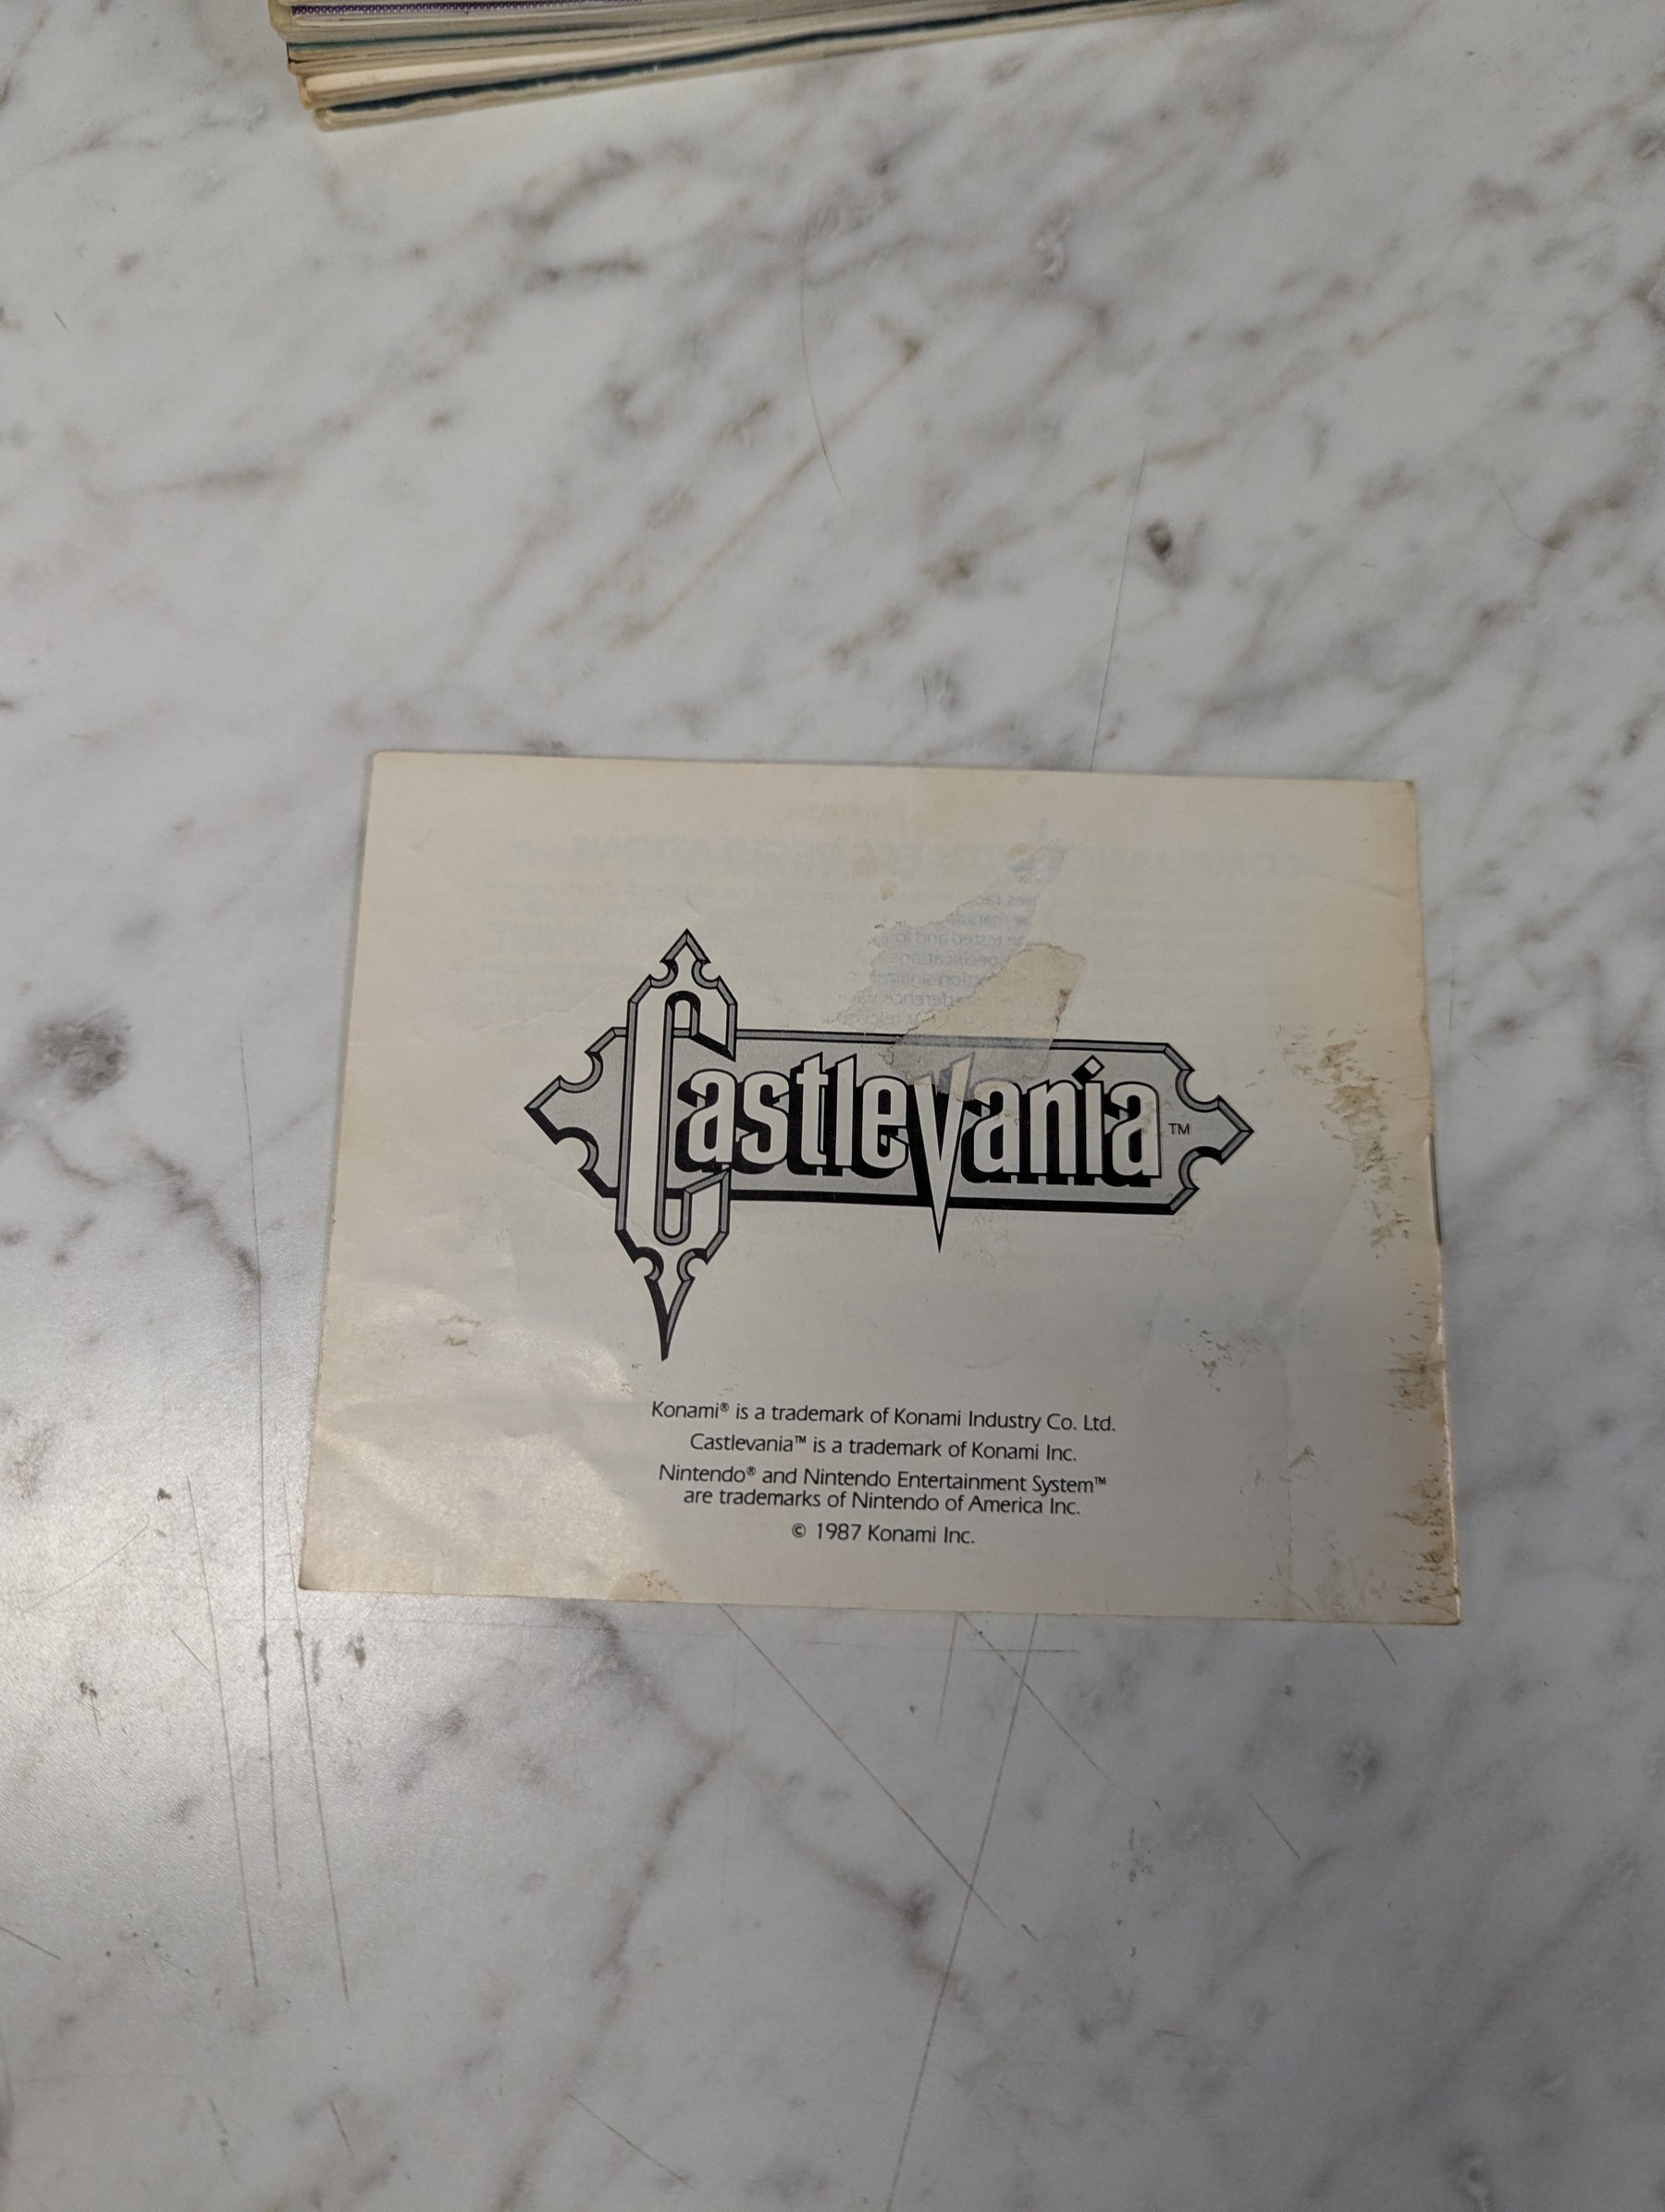 Castlevania™
Konami® is a trademark of Konami Industry Co. Ltd.
Castlevania™ is a trademark of Konami Inc.
Nintendo® and Nintendo Entertainment System™
are trademarks of Nintendo of America Inc.
© 1987 Konami Inc.